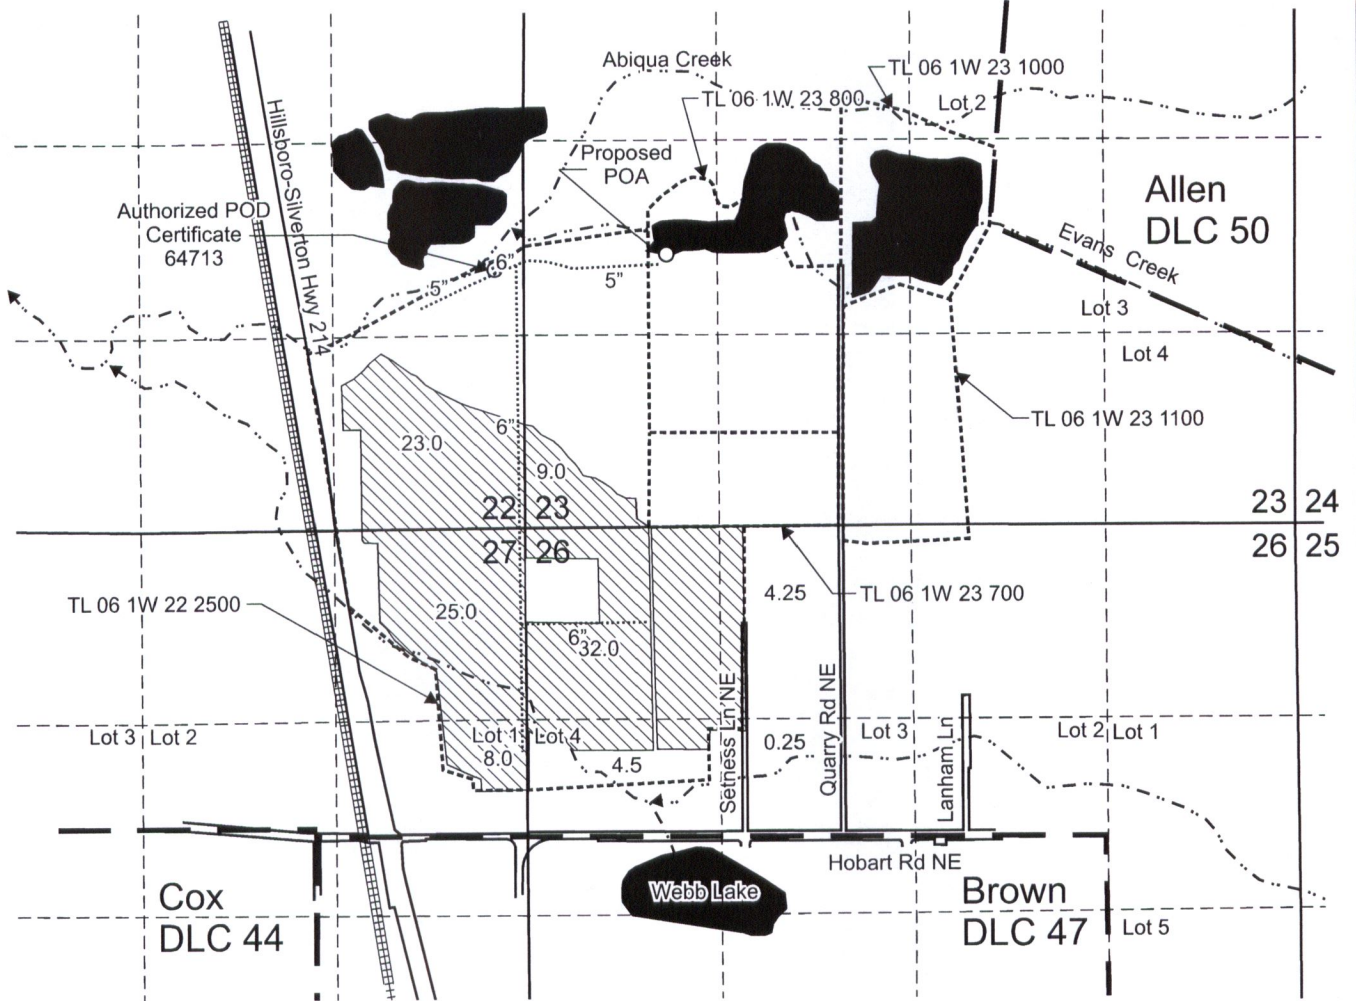 Abiqua Creek
TL 06 1W 23 1000
TL 06 1W 23 800
Lot 2
Hillsboro-Silverton Hwy 214
Proposed
POA
Allen
DLC 50
Authorized POD
Certificate
64713
6”
5”
5”
Evans Creek
Lot 3
Lot 4
TL 06 1W 23 1100
23.0
6”
9.0
22 23
27 26
23 24
26 25
TL 06 1W 22 2500
25.0
6”
32.0
4.25
TL 06 1W 23 700
Setness Ln NE
Quarry Rd NE
Lanham Ln
Lot 3 Lot 2
Lot 1 Lot 4
8.0
4.5
0.25
Lot 3
Lot 2 Lot 1
Hobart Rd NE
Webb Lake
Cox
DLC 44
Brown
DLC 47
Lot 5